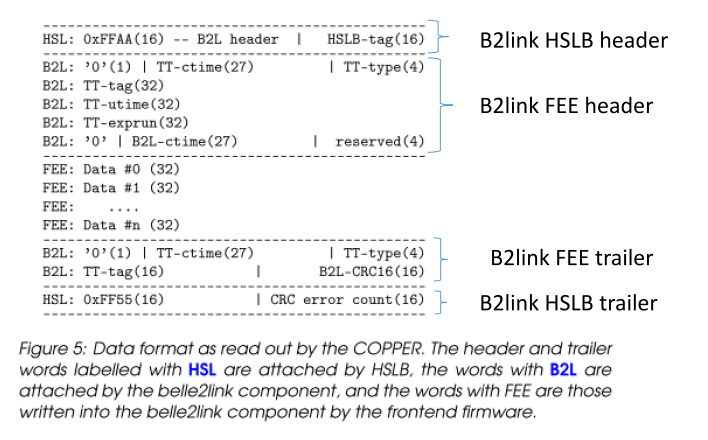 HSL: 0xFFAA(16) -- B2L header | HSLB-tag(16)
B2link HSLB header
B2L: '0'(1) | TT-ctime(27) | TT-type(4)
B2L: TT-tag(32)
B2L: TT-utime(32)
B2L: TT-exprun(32)
B2L: '0' | B2L-ctime(27) | reserved(4)
B2link FEE header
FEE: Data #0 (32)
FEE: Data #1 (32)
FEE: ....
FEE: Data #n (32)
B2L: '0'(1) | TT-ctime(27) | TT-type(4)
B2L: TT-tag(16) | B2L-CRC16(16)
B2link FEE trailer
HSL: 0xFF55(16) | CRC error count(16)
B2link HSLB trailer
Figure 5: Data format as read out by the COPPER. The header and trailer
words labelled with HSL are attached by HSLB, the words with B2L are
attached by the belle2link component, and the words with FEE are those
written into the belle2link component by the frontend firmware.